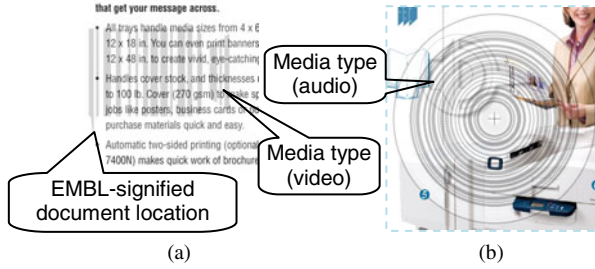 that get your message across.
• All trays handle media sizes from 4 x 6
12 x 18 in. You can even print banners
12 x 48 in. to create vivid, eye-catching
• Handles cover stock, and thicknesses
to 100 lb. Cover (270 gsm) to make sp
jobs like posters, business cards or
purchase materials quick and easy.
Automatic two-sided printing (optional
7400N) makes quick work of brochure
EMBL-signified
document location
Media type
(video)
(a)
Media type
(audio)
(b)